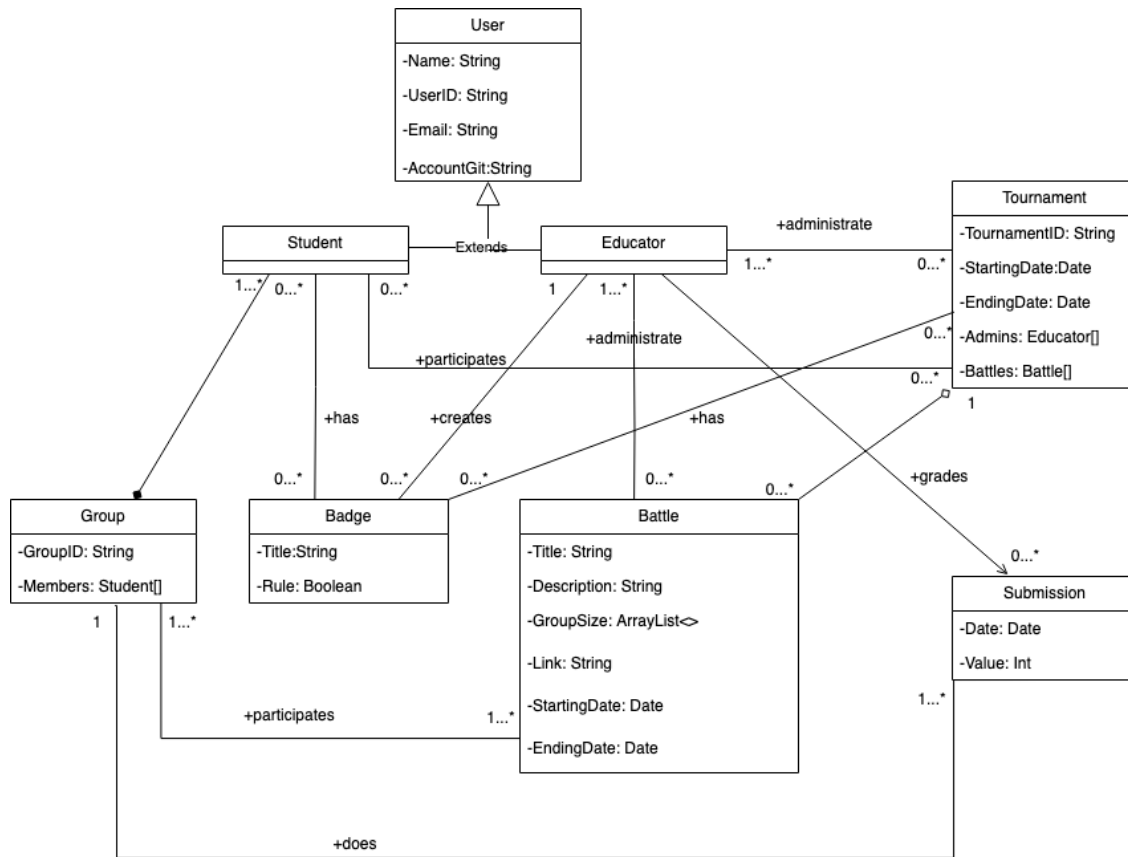 User
-Name: String
-UserID: String
-Email: String
-AccountGit:String
Tournament
-TournamentID: String
-StartingDate:Date
-EndingDate: Date
-Admins: Educator[]
-Battles: Battle[]
+administrate
Student
Extends
Educator
1...*
0...*
1...*
0...*
0...*
1
1...*
0...*
+administrate
+participates
0...*
1
+has
+creates
+has
+grades
0...*
0...*
0...*
0...*
0...*
0...*
Group
-GroupID: String
-Members: Student[]
Badge
-Title:String
-Rule: Boolean
Battle
-Title: String
-Description: String
-GroupSize: ArrayList<>
-Link: String
-StartingDate: Date
-EndingDate: Date
Submission
-Date: Date
-Value: Int
1
1...*
+participates
1...*
1...*
+does